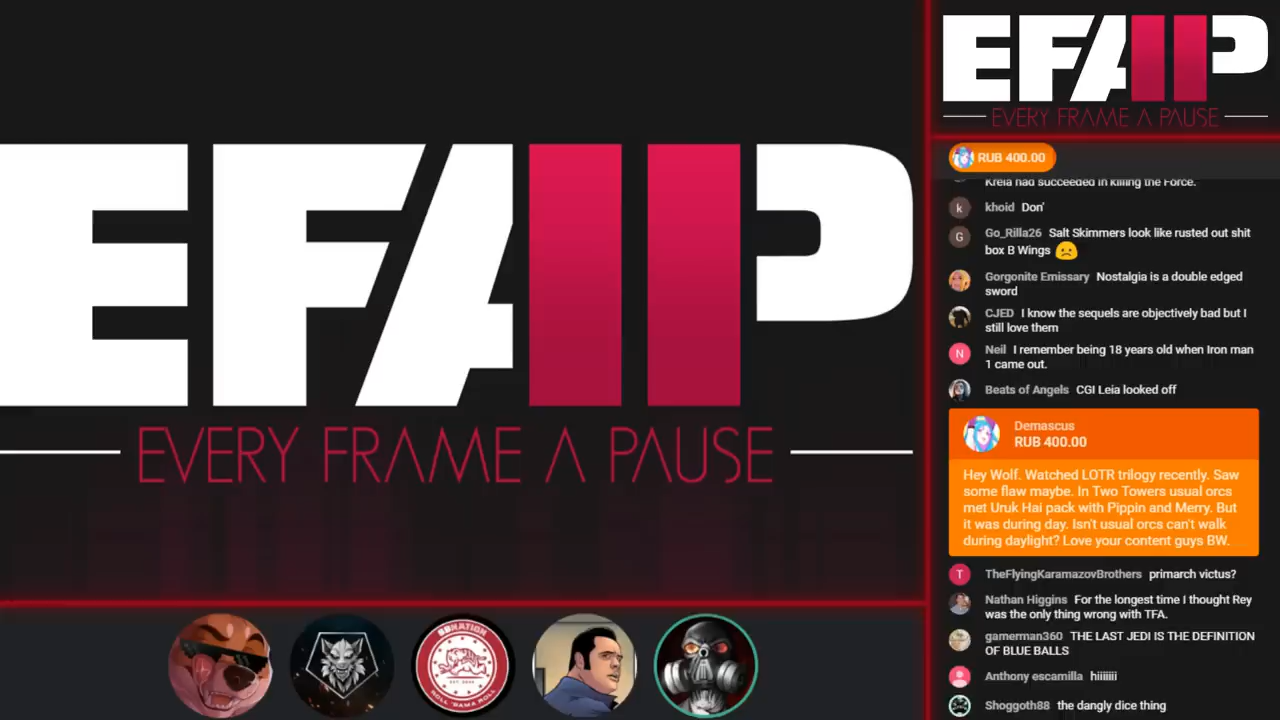 EFAP
EVERY FRAME A PAUSE
EFAP
EVERY FRAME A PAUSE
RUB 400.00
Kreia had succeeded in killing the Force.
k khoid Don'
G Go_Rilla26 Salt Skimmers look like rusted out shit
box B Wings
Gorgonite Emissary Nostalgia is a double edged
sword
CJED I know the sequels are objectively bad but I
still love them
N Neil I remember being 18 years old when Iron man
1 came out.
Beats of Angels CGI Leia looked off
Demascus
RUB 400.00
Hey Wolf. Watched LOTR trilogy recently. Saw
some flaw maybe. In Two Towers usual orcs
met Uruk Hai pack with Pippin and Merry. But
it was during day. Isn't usual orcs can't walk
during daylight? Love your content guys BW.
T TheFlyingKaramazovBrothers primarch victus?
Nathan Higgins For the longest time I thought Rey
was the only thing wrong with TFA.
gamerman360 THE LAST JEDI IS THE DEFINITION
OF BLUE BALLS
Anthony escamilla hiiiiiii
Shoggoth88 the dangly dice thing
ROLL 'DAMA ROLL